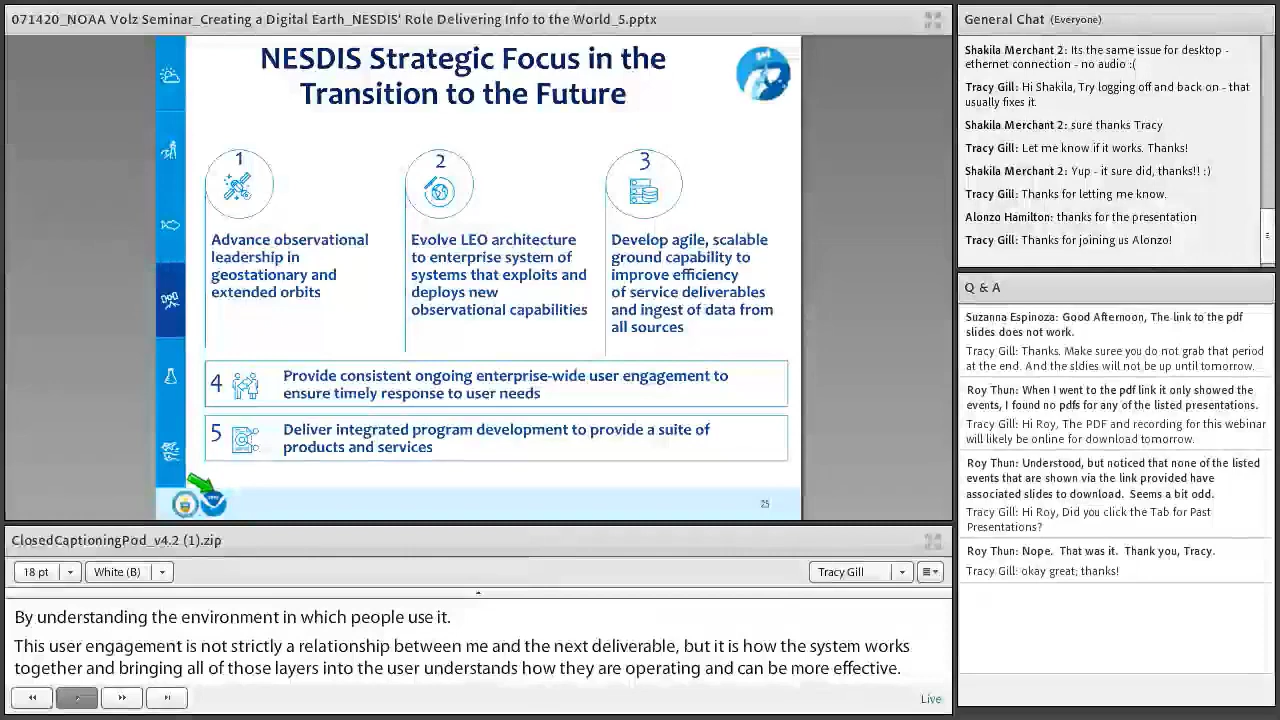 071420_NOAA Volz Seminar_Creating a Digital Earth_NESDIS' Role Delivering Info to the World_5.pptx
NESDIS Strategic Focus in the
Transition to the Future
1
Advance observational
leadership in
geostationary and
extended orbits
2
Evolve LEO architecture
to enterprise system of
systems that exploits and
deploys new
observational capabilities
3
Develop agile, scalable
ground capability to
improve efficiency
of service deliverables
and ingest of data from
all sources
4
Provide consistent ongoing enterprise-wide user engagement to
ensure timely response to user needs
5
Deliver integrated program development to provide a suite of
products and services
25
ClosedCaptioningPod_v4.2 (1).zip
18 pt
White (B)
Tracy Gill
By understanding the environment in which people use it.
This user engagement is not strictly a relationship between me and the next deliverable, but it is how the system works
together and bringing all of those layers into the user understands how they are operating and can be more effective.
Live
General Chat (Everyone)
Shakila Merchant 2: Its the same issue for desktop -
ethernet connection - no audio :(
Tracy Gill: Hi Shakila, Try logging off and back on - that
usually fixes it.
Shakila Merchant 2: sure thanks Tracy
Tracy Gill: Let me know if it works. Thanks!
Shakila Merchant 2: Yup - it sure did, thanks!! :)
Tracy Gill: Thanks for letting me know.
Alonzo Hamilton: thanks for the presentation
Tracy Gill: Thanks for joining us Alonzo!
Q & A
Suzanna Espinoza: Good Afternoon, The link to the pdf
slides does not work.
Tracy Gill: Thanks. Make suree you do not grab that period
at the end. And the sldies will not be up until tomorrow.
Roy Thun: When I went to the pdf link it only showed the
events, I found no pdfs for any of the listed presentations.
Tracy Gill: Hi Roy, The PDF and recording for this webinar
will likely be online for download tomorrow.
Roy Thun: Understood, but noticed that none of the listed
events that are shown via the link provided have
associated slides to download. Seems a bit odd.
Tracy Gill: Hi Roy, Did you click the Tab for Past
Presentations?
Roy Thun: Nope. That was it. Thank you, Tracy.
Tracy Gill: okay great; thanks!